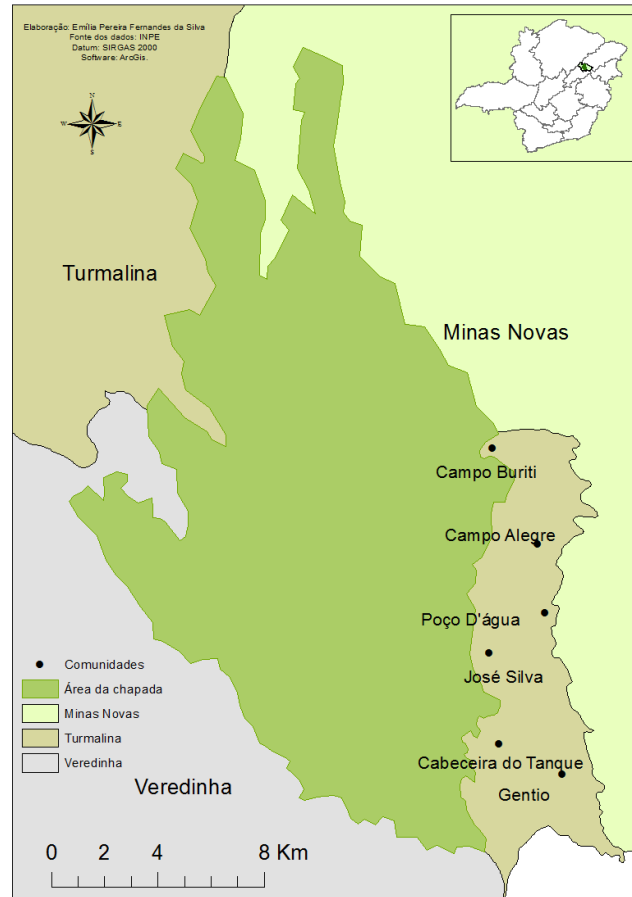 Elaboração: Emília Pereira Fernandes da Silva
Fonte dos dados: INPE
Datum: SIRGAS 2000
Software: ArcGis.
N
W E
S
Turmalina
Minas Novas
Campo Buriti
Campo Alegre
Poço D'água
José Silva
Cabeceira do Tanque
Gentio
Comunidades
Área da chapada
Minas Novas
Turmalina
Veredinha
Veredinha
0 2 4 8 Km